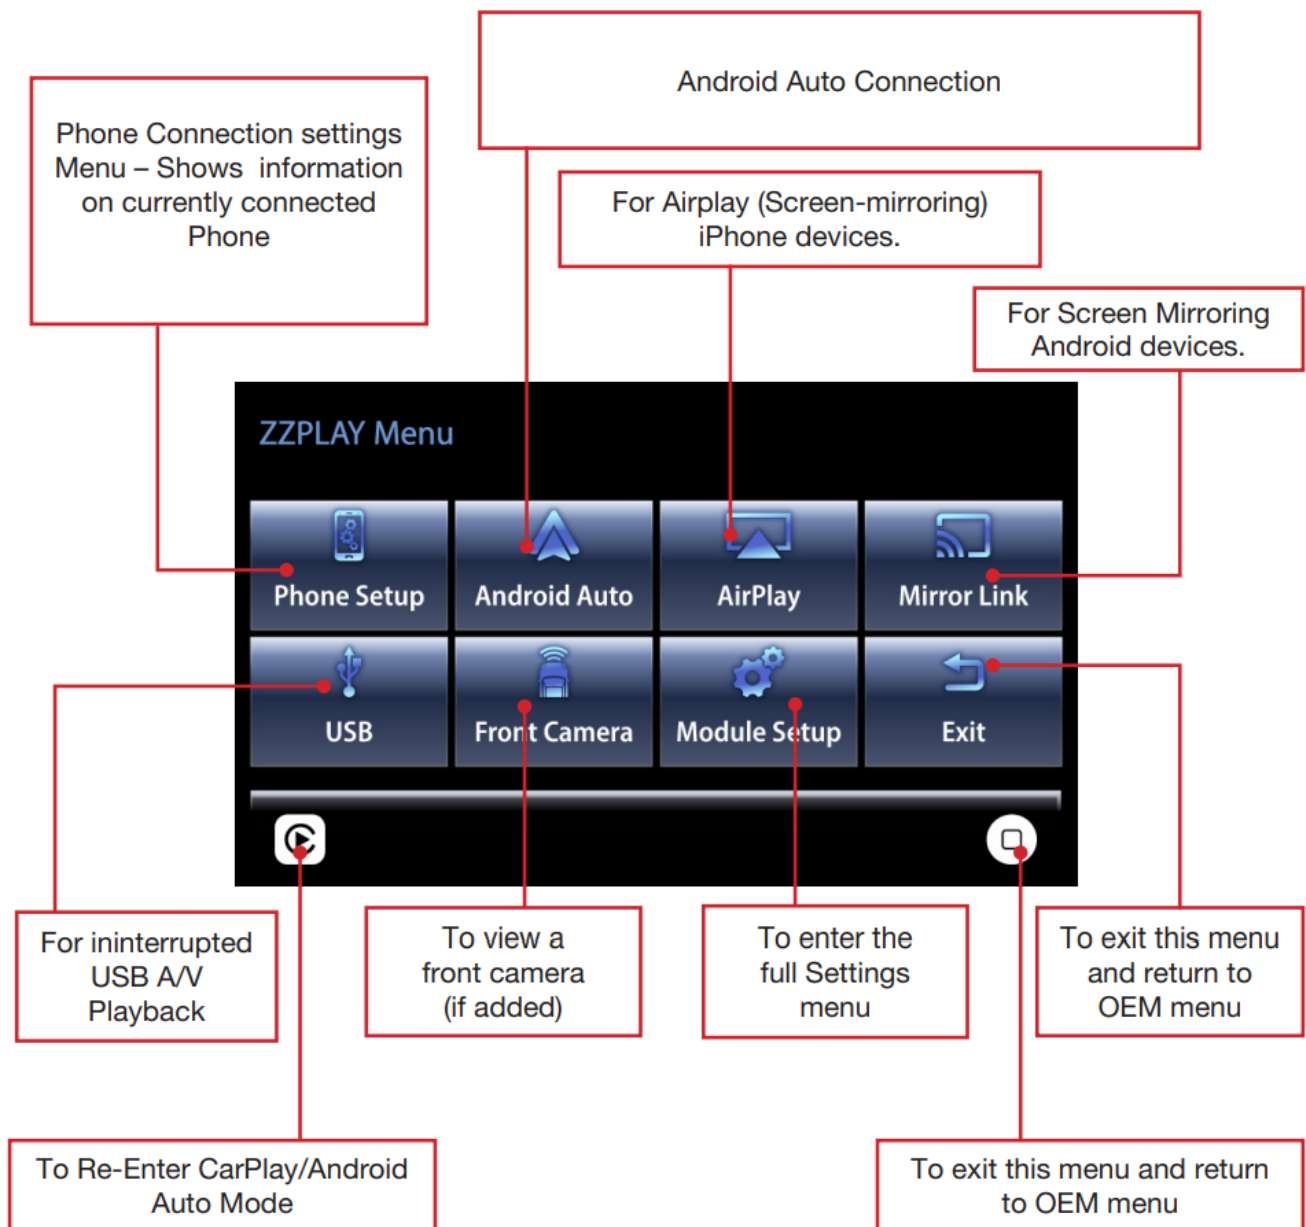 Android Auto Connection
Phone Connection settings
Menu – Shows information
on currently connected
Phone
For Airplay (Screen-mirroring)
iPhone devices.
For Screen Mirroring
Android devices.
ZZPLAY Menu
Phone Setup
Android Auto
AirPlay
Mirror Link
USB
Front Camera
Module Setup
Exit
For ininterrupted
USB A/V
Playback
To view a
front camera
(if added)
To enter the
full Settings
menu
To exit this menu
and return to
OEM menu
To Re-Enter CarPlay/Android
Auto Mode
To exit this menu and return
to OEM menu